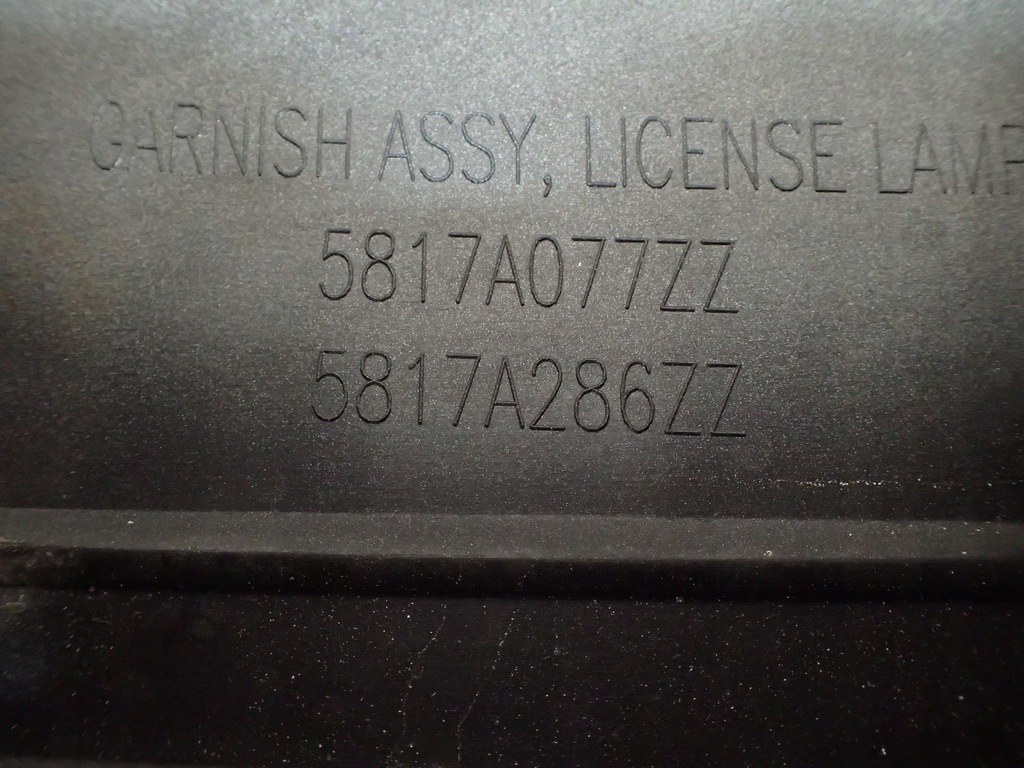 GARNISH ASSY, LICENSE LAMP
5817A077ZZ
5817A286ZZ